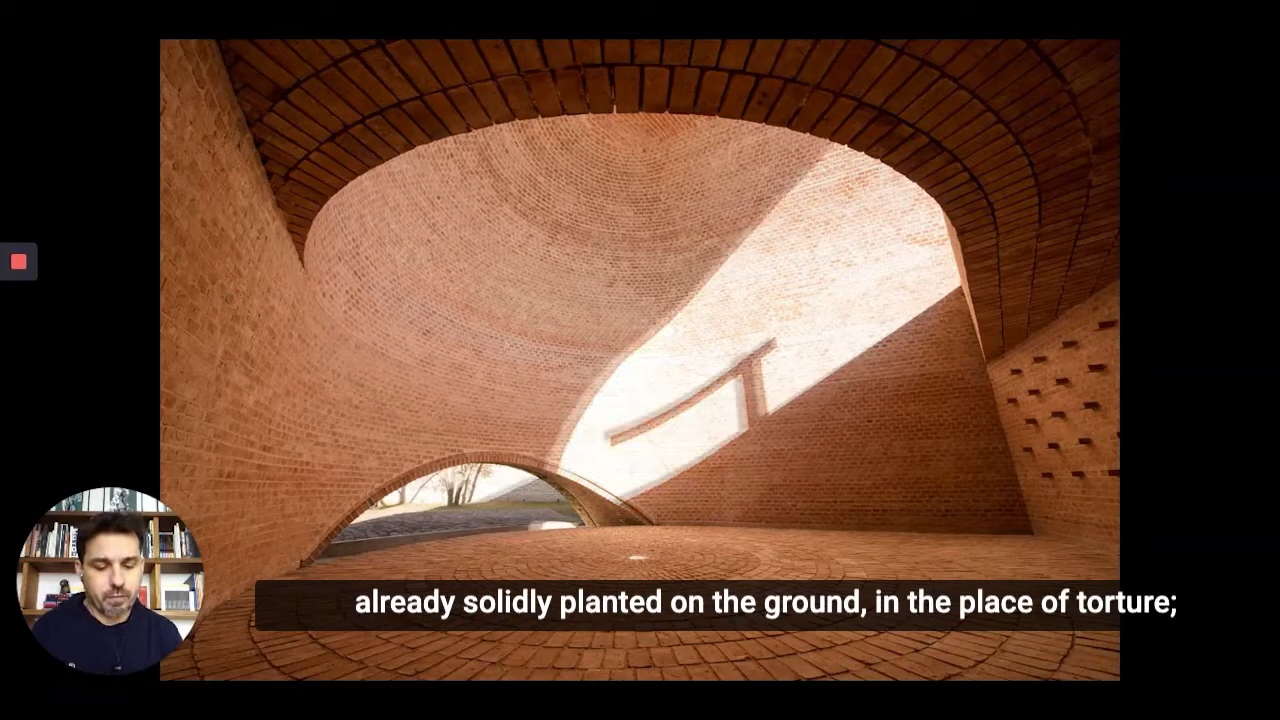 already solidly planted on the ground, in the place of torture;